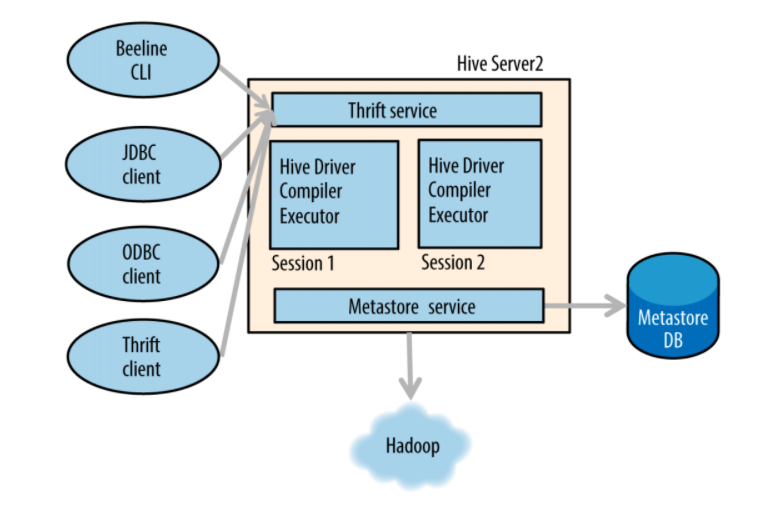 Beeline
CLI
JDBC
client
ODBC
client
Thrift
client
Hive Server2
Thrift service
Hive Driver
Compiler
Executor
Session 1
Hive Driver
Compiler
Executor
Session 2
Metastore service
Metastore
DB
Hadoop